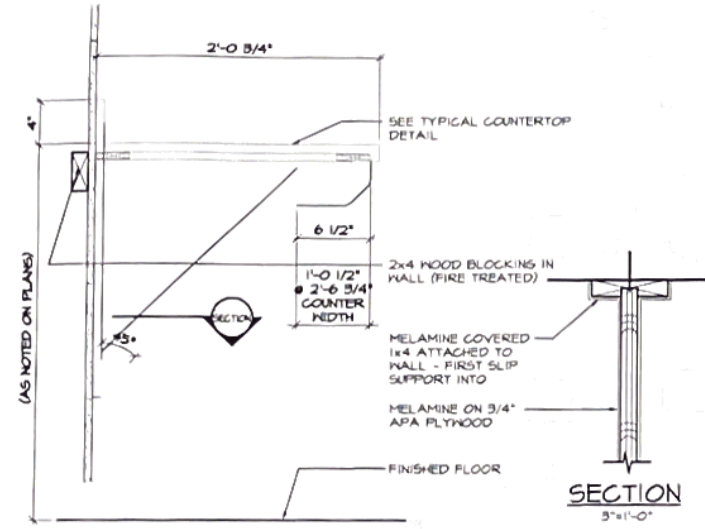 2'-0 3/4"
4"
SEE TYPICAL COUNTERTOP
DETAIL
6 1/2"
1'-0 1/2"
@ 2'-6 3/4"
COUNTER
WIDTH
2x4 WOOD BLOCKING IN
WALL (FIRE TREATED)
(AS NOTED ON PLANS)
SECTION
45°
MELAMINE COVERED
1x4 ATTACHED TO
WALL - FIRST SLIP
SUPPORT INTO
MELAMINE ON 3/4"
APA PLYWOOD
FINISHED FLOOR
SECTION
3"=1'-0"